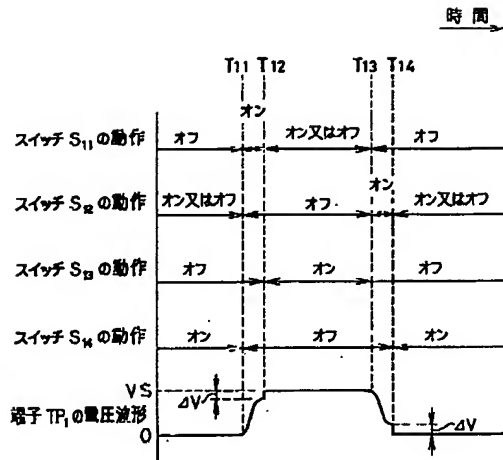 時間
T11 T12 T13 T14
オン
スイッチ S11 の動作 オフ オン又はオフ オフ
オン
スイッチ S12 の動作 オン又はオフ オフ オン又はオフ
スイッチ S13 の動作 オフ オン オフ
スイッチ S14 の動作 オン オフ オン
VS
ΔV
端子 TP1 の電圧波形
ΔV
0